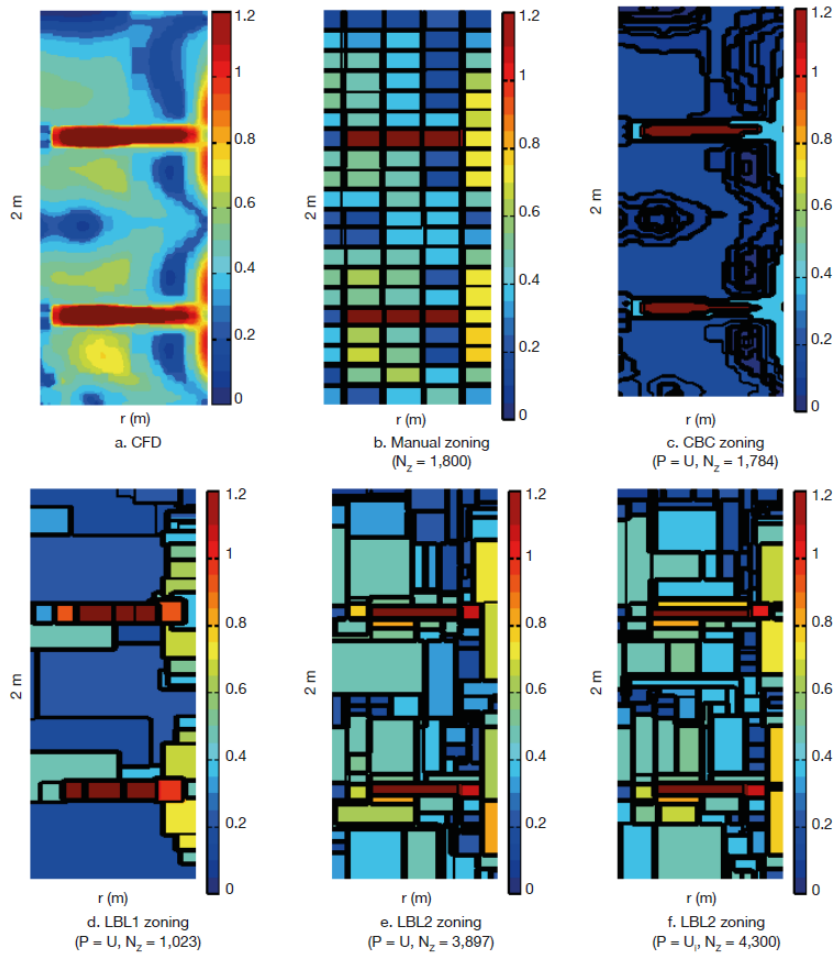 1.2
1
0.8
0.6
0.4
0.2
0
2 m
r (m)
a. CFD
1.2
1
0.8
0.6
0.4
0.2
0
2 m
r (m)
b. Manual zoning
(N_z = 1,800)
1.2
1
0.8
0.6
0.4
0.2
0
2 m
r (m)
c. CBC zoning
(P = U, N_z = 1,784)
1.2
1
0.8
0.6
0.4
0.2
0
2 m
r (m)
d. LBL1 zoning
(P = U, N_z = 1,023)
1.2
1
0.8
0.6
0.4
0.2
0
2 m
r (m)
e. LBL2 zoning
(P = U, N_z = 3,897)
1.2
1
0.8
0.6
0.4
0.2
0
2 m
r (m)
f. LBL2 zoning
(P = U_i, N_z = 4,300)